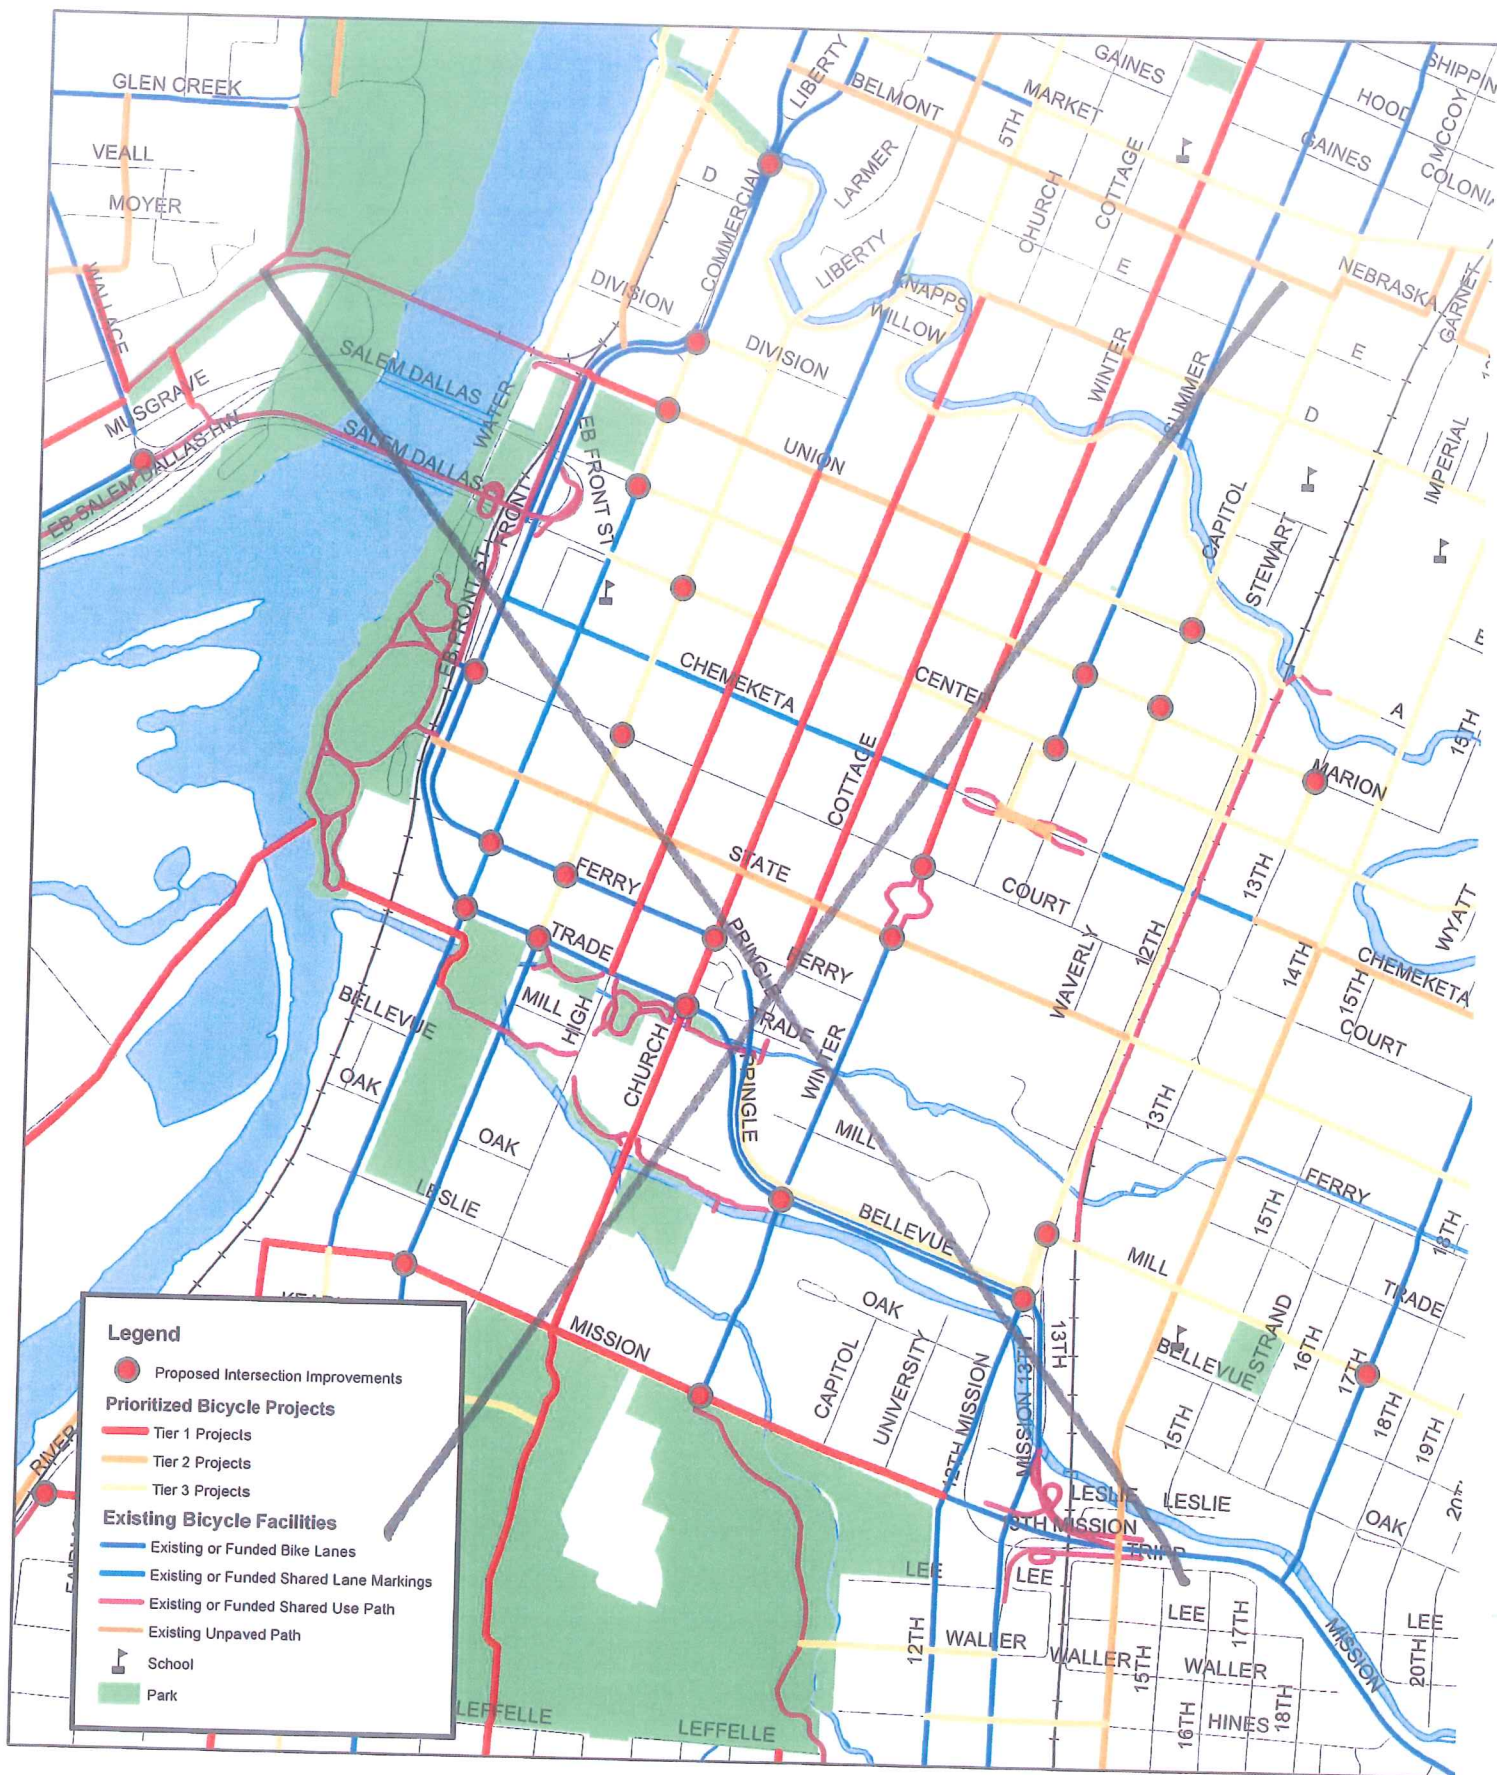 GLEN CREEK
VEALL
MOYER
WALLACE
MUSGRAVE
EB SALEM DALLAS HW
SALEM DALLAS
SALEM DALLAS
WATER
DIVISION
D
COMMERCIAL
LIBERTY
BELMONT
LARMER
LIBERTY
KNAPPS
WILLOW
DIVISION
5TH
MARKET
GAINES
CHURCH
COTTAGE
E
WINTER
SUMMER
HOOD
GAINES
MCCOY
NEBRASKA
GARNET
E
D
IMPERIAL
CAPITOL
STEWART
UNION
EB FRONT ST
FRONT
EB FRONT ST
CHEMEKETA
CENTER
COTTAGE
A
15TH
MARION
13TH
WYATT
CHEMEKETA
14TH
15TH
COURT
COURT
WAVERLY
12TH
STATE
FERRY
TRADE
PRINGLE
FERRY
TRADE
WINTER
PRINGLE
BELLEVUE
MILL
HIGH
CHURCH
OAK
OAK
LESLIE
MILL
BELLEVUE
13TH
FERRY
15TH
18TH
MILL
TRADE
STRAND
16TH
BELLEVUE
17TH
18TH
19TH
15TH
OAK
CAPITOL
UNIVERSITY
12TH MISSION
MISSION 13TH
13TH
MISSION
LESLIE
LESLIE
13TH MISSION
TRIPP
OAK
LEE
LEE
LEE
17TH
LEE
20TH
MISSION
12TH
WALLER
WALLER
15TH
WALLER
16TH
HINES
18TH
LEFFELLE
LEFFELLE
RIVER
Legend
Proposed Intersection Improvements
Prioritized Bicycle Projects
Tier 1 Projects
Tier 2 Projects
Tier 3 Projects
Existing Bicycle Facilities
Existing or Funded Bike Lanes
Existing or Funded Shared Lane Markings
Existing or Funded Shared Use Path
Existing Unpaved Path
School
Park